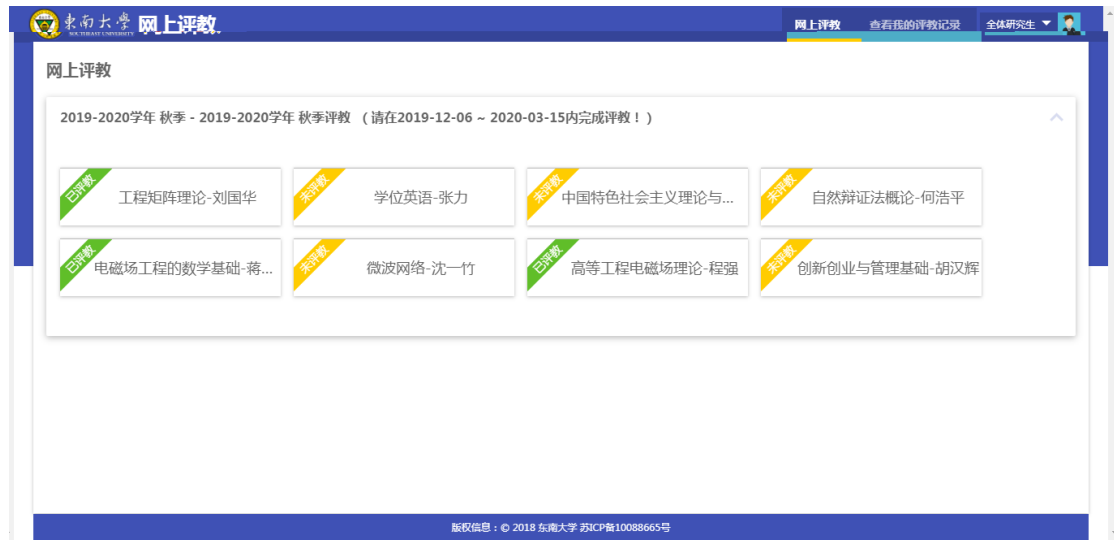 東南大學 网上评教
SOUTHEAST UNIVERSITY
网上评教 查看我的评教记录 全体研究生
网上评教
2019-2020学年 秋季 - 2019-2020学年 秋季评教 （请在2019-12-06 ~ 2020-03-15内完成评教！）
已评教 工程矩阵理论-刘国华
未评教 学位英语-张力
未评教 中国特色社会主义理论与...
未评教 自然辩证法概论-何浩平
已评教 电磁场工程的数学基础-蒋...
未评教 微波网络-沈一竹
已评教 高等工程电磁场理论-程强
未评教 创新创业与管理基础-胡汉辉
版权信息：© 2018 东南大学 苏ICP备10088665号